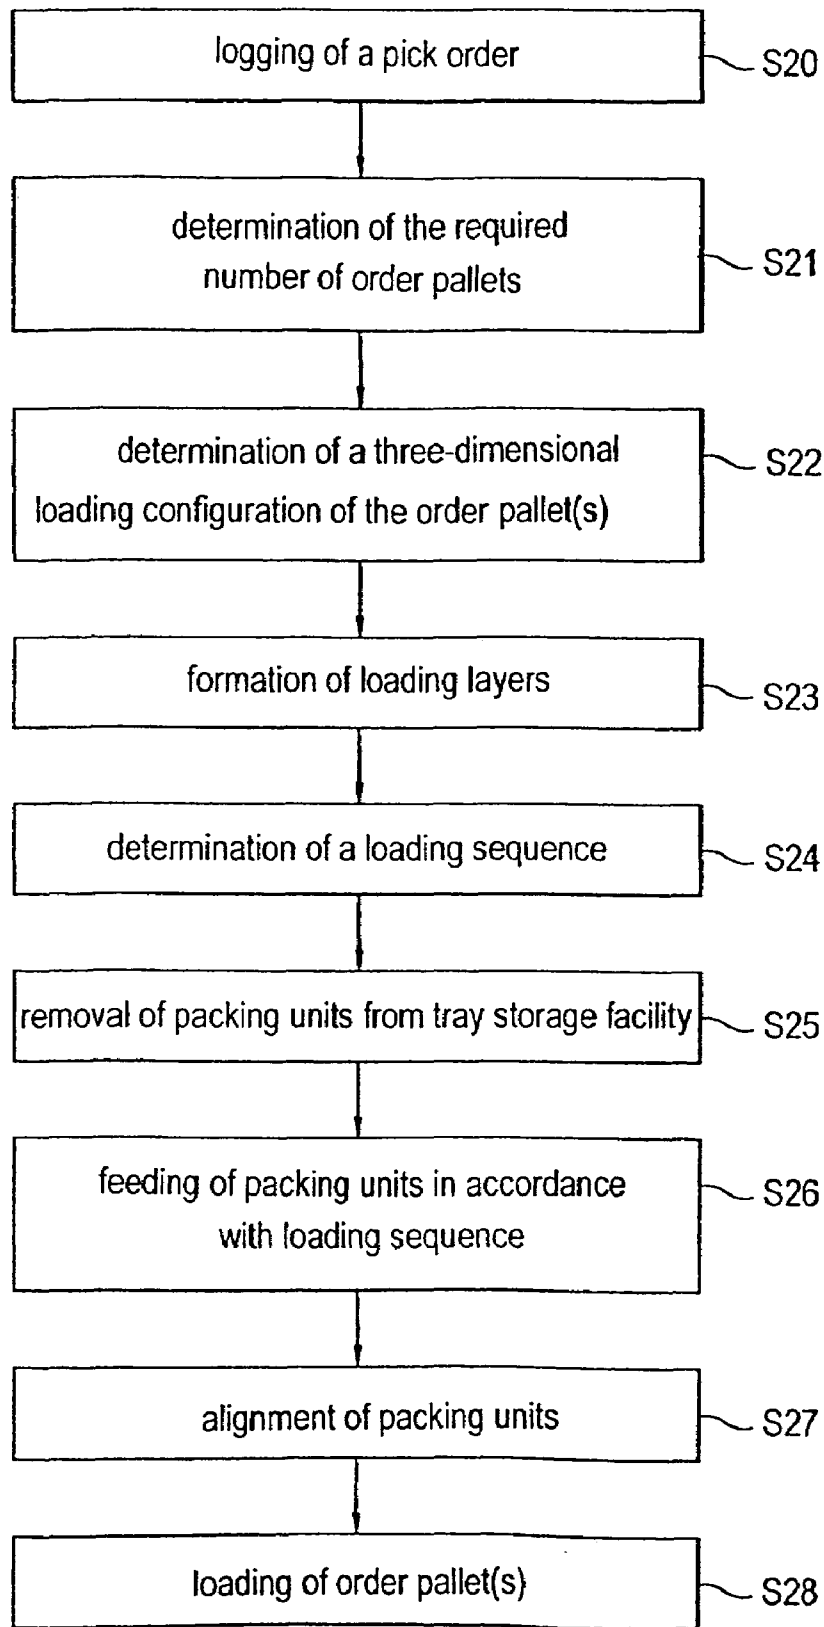 logging of a pick order
S20
determination of the required
number of order pallets
S21
determination of a three-dimensional
loading configuration of the order pallet(s)
S22
formation of loading layers
S23
determination of a loading sequence
S24
removal of packing units from tray storage facility
S25
feeding of packing units in accordance
with loading sequence
S26
alignment of packing units
S27
loading of order pallet(s)
S28